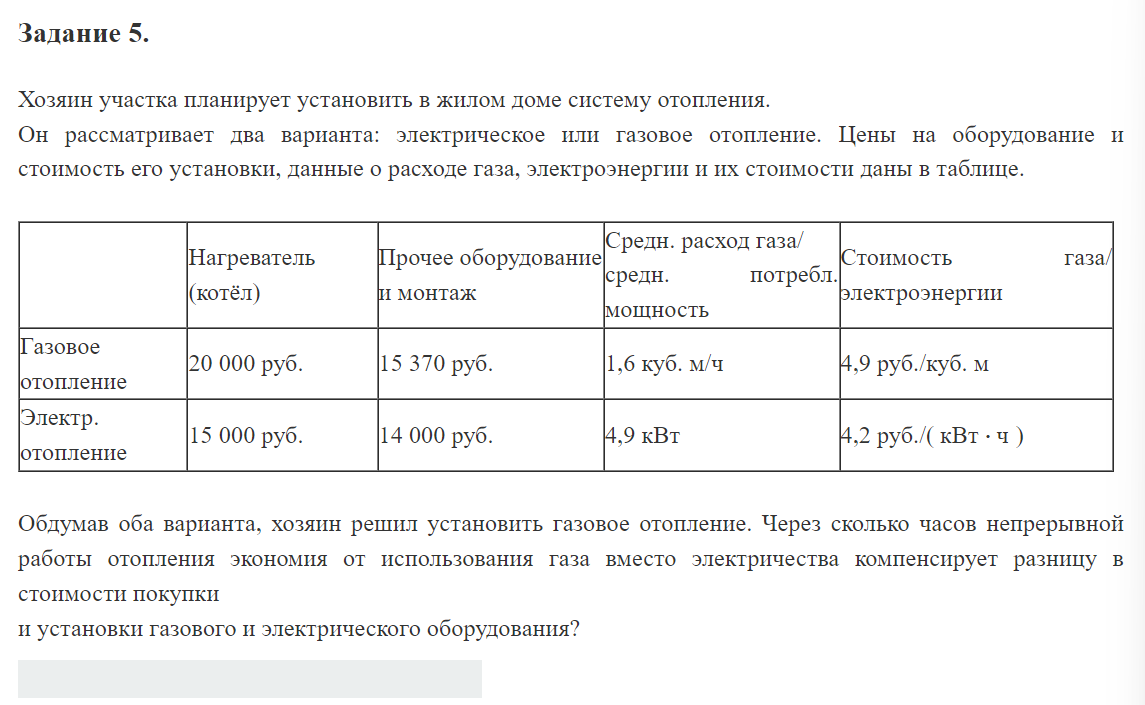 Задание 5.
Хозяин участка планирует установить в жилом доме систему отопления.
Он рассматривает два варианта: электрическое или газовое отопление. Цены на оборудование и
стоимость его установки, данные о расходе газа, электроэнергии и их стоимости даны в таблице.
Нагреватель
(котёл)
Прочее оборудование
и монтаж
Средн. расход газа/
средн. потребл.
мощность
Стоимость газа/
электроэнергии
Газовое
отопление
20 000 руб.
15 370 руб.
1,6 куб. м/ч
4,9 руб./куб. м
Электр.
отопление
15 000 руб.
14 000 руб.
4,9 кВт
4,2 руб./( кВт · ч )
Обдумав оба варианта, хозяин решил установить газовое отопление. Через сколько часов непрерывной
работы отопления экономия от использования газа вместо электричества компенсирует разницу в
стоимости покупки
и установки газового и электрического оборудования?